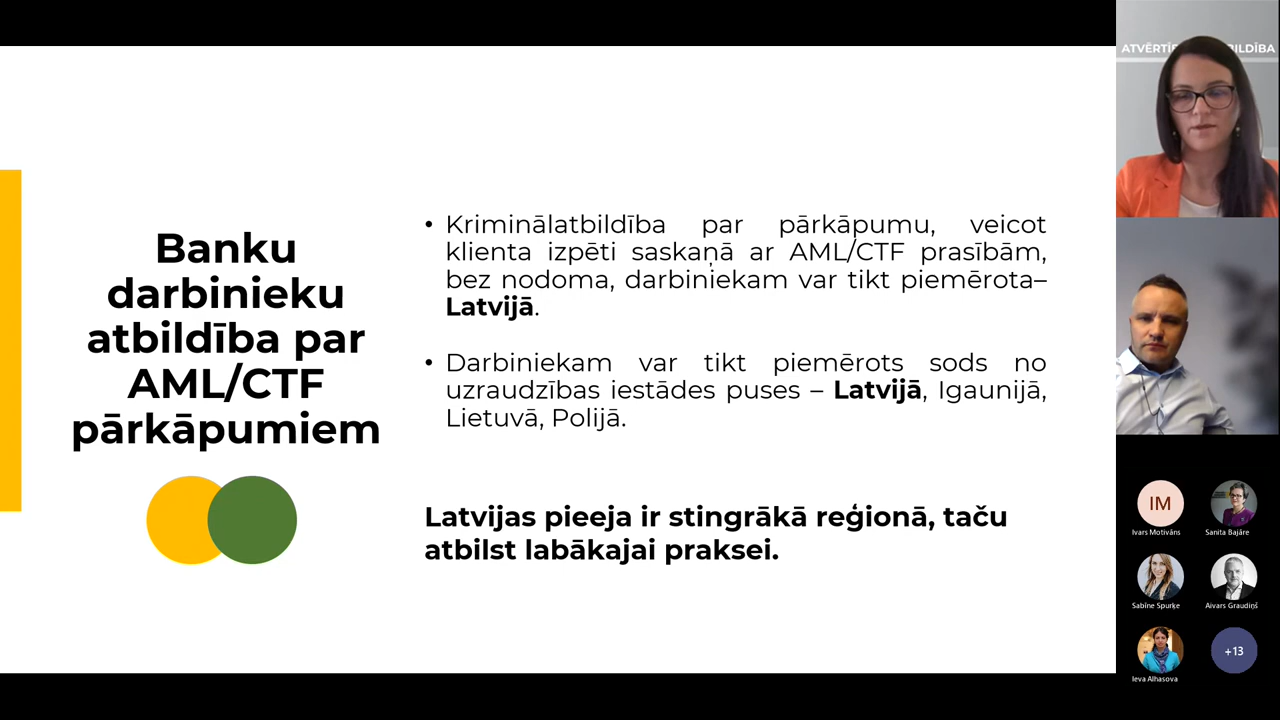 Banku
darbinieku
atbildība par
AML/CTF
pārkāpumiem
• Kriminālatbildība par pārkāpumu, veicot
klienta izpēti saskaņā ar AML/CTF prasībām,
bez nodoma, darbiniekam var tikt piemērota–
Latvijā.
• Darbiniekam var tikt piemērots sods no
uzraudzības iestādes puses – Latvijā, Igaunijā,
Lietuvā, Polijā.
Latvijas pieeja ir stingrākā reģionā, taču
atbilst labākajai praksei.
IM
Ivars Motivāns
Sanita Bajāre
Sabīne Spurķe
Aivars Graudiņš
Ieva Alhasova
+13